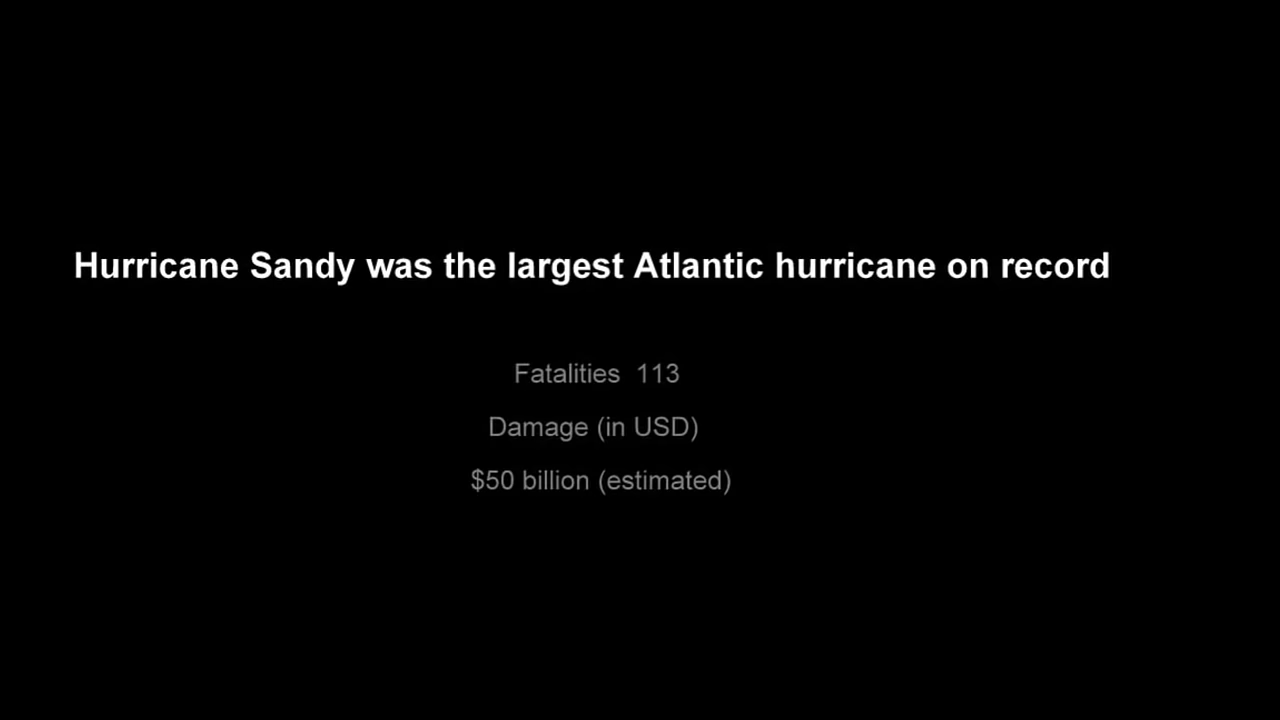 Hurricane Sandy was the largest Atlantic hurricane on record
Fatalities  113
Damage (in USD)
$50 billion (estimated)